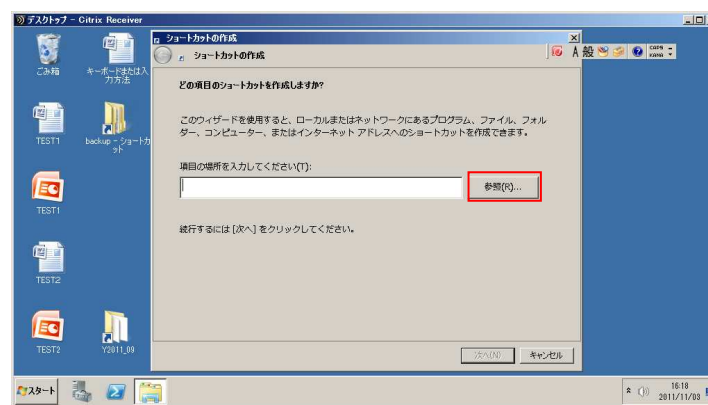 デスクトップ - Citrix Receiver
ショートカットの作成
ショートカットの作成
A 般
CAPS
KANA
ごみ箱
キーボードまたは入
力方法
どの項目のショートカットを作成しますか?
このウィザードを使用すると、ローカルまたはネットワークにあるプログラム、ファイル、フォル
ダー、コンピューター、またはインターネット アドレスへのショートカットを作成できます。
TEST1
backup - ショートカ
ット
項目の場所を入力してください(T):
参照(R)...
TEST1
続行するには [次へ] をクリックしてください。
TEST2
TEST2
Y2011_09
次へ(N)
キャンセル
スタート
16:18
2011/11/03